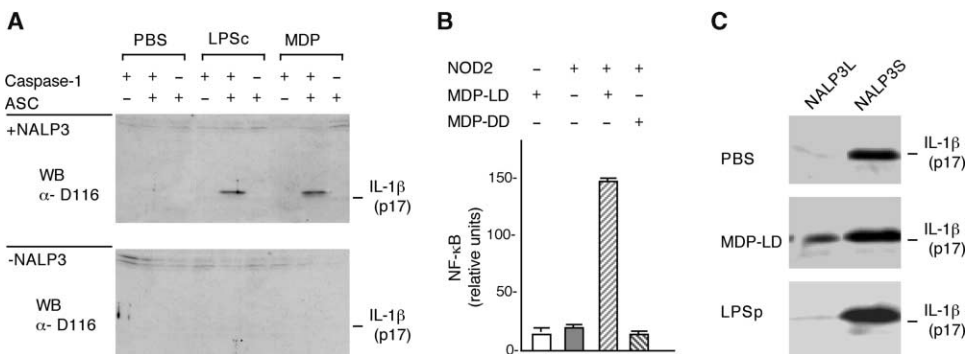 A
PBS LPSc MDP
Caspase-1 + + − + + − + + −
ASC − + + − + + − + +
+NALP3
WB
α- D116
IL-1β
(p17)
-NALP3
WB
α- D116
IL-1β
(p17)
B
NOD2 − + + +
MDP-LD + − + −
MDP-DD − − − +
NF-κB
(relative units)
150-
100-
50-
0-
C
NALP3L NALP3S
PBS
IL-1β
(p17)
MDP-LD
IL-1β
(p17)
LPSp
IL-1β
(p17)